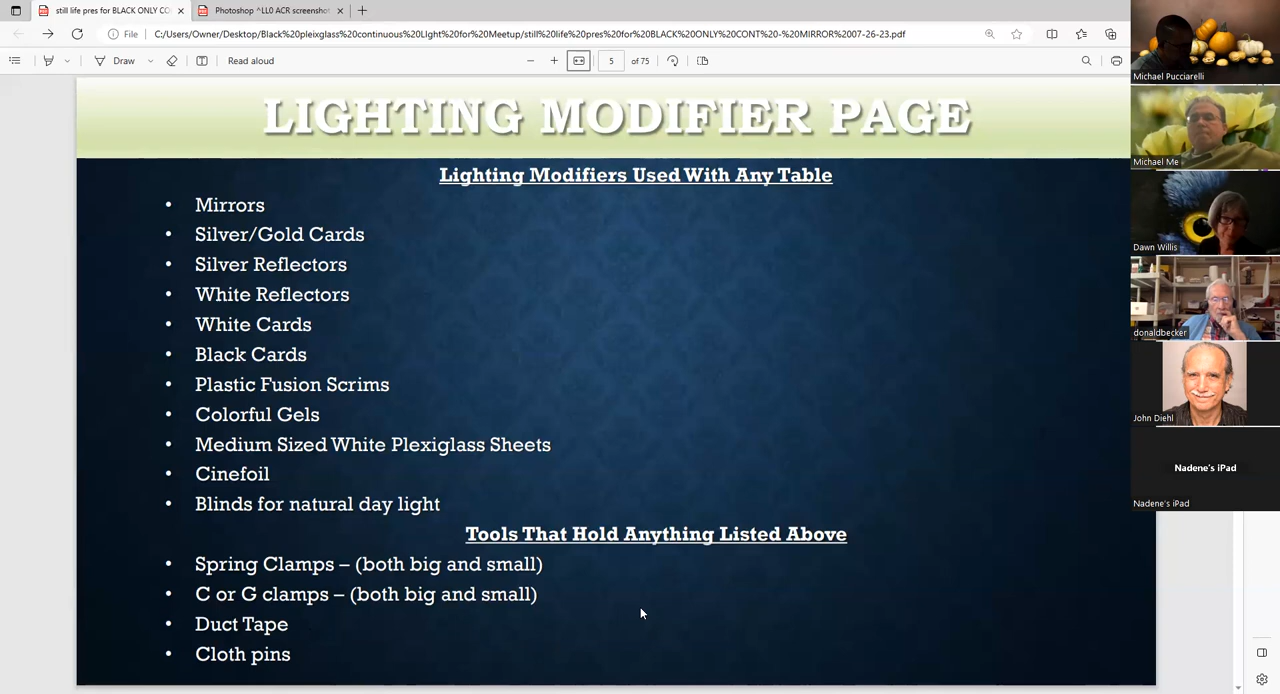 still life pres for BLACK ONLY CO
Photoshop ^LL0 ACR screenshot
File
C:/Users/Owner/Desktop/Black%20pleixglass%20continuous%20LIght%20for%20Meetup/still%20life%20pres%20for%20BLACK%20ONLY%20CONT%20-%20MIRROR%2007-26-23.pdf
Draw
Read aloud
5 of 75
LIGHTING MODIFIER PAGE
Lighting Modifiers Used With Any Table
• Mirrors
• Silver/Gold Cards
• Silver Reflectors
• White Reflectors
• White Cards
• Black Cards
• Plastic Fusion Scrims
• Colorful Gels
• Medium Sized White Plexiglass Sheets
• Cinefoil
• Blinds for natural day light
Tools That Hold Anything Listed Above
• Spring Clamps – (both big and small)
• C or G clamps – (both big and small)
• Duct Tape
• Cloth pins
Michael Pucciarelli
Michael Me
Dawn Willis
donaldbecker
John Diehl
Nadene's iPad
Nadene's iPad